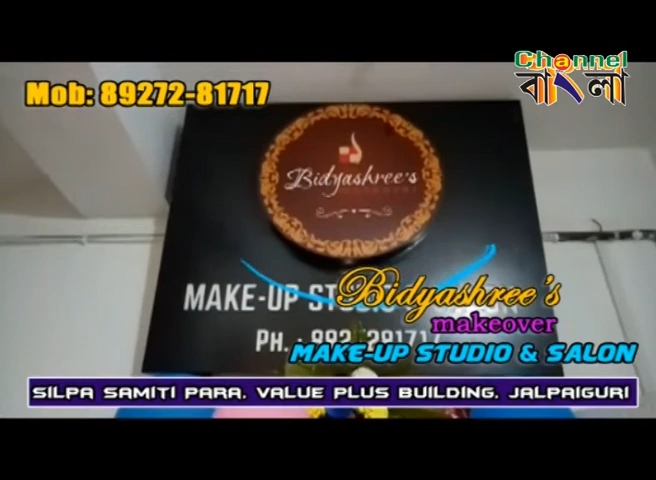 Channel
বাংলা
Mob: 89272-81717
Bidyashree's
MAKE-UP
Bidyashree's
makeover
Ph. :
MAKE-UP STUDIO & SALON
SILPA SAMITI PARA, VALUE PLUS BUILDING, JALPAIGURI